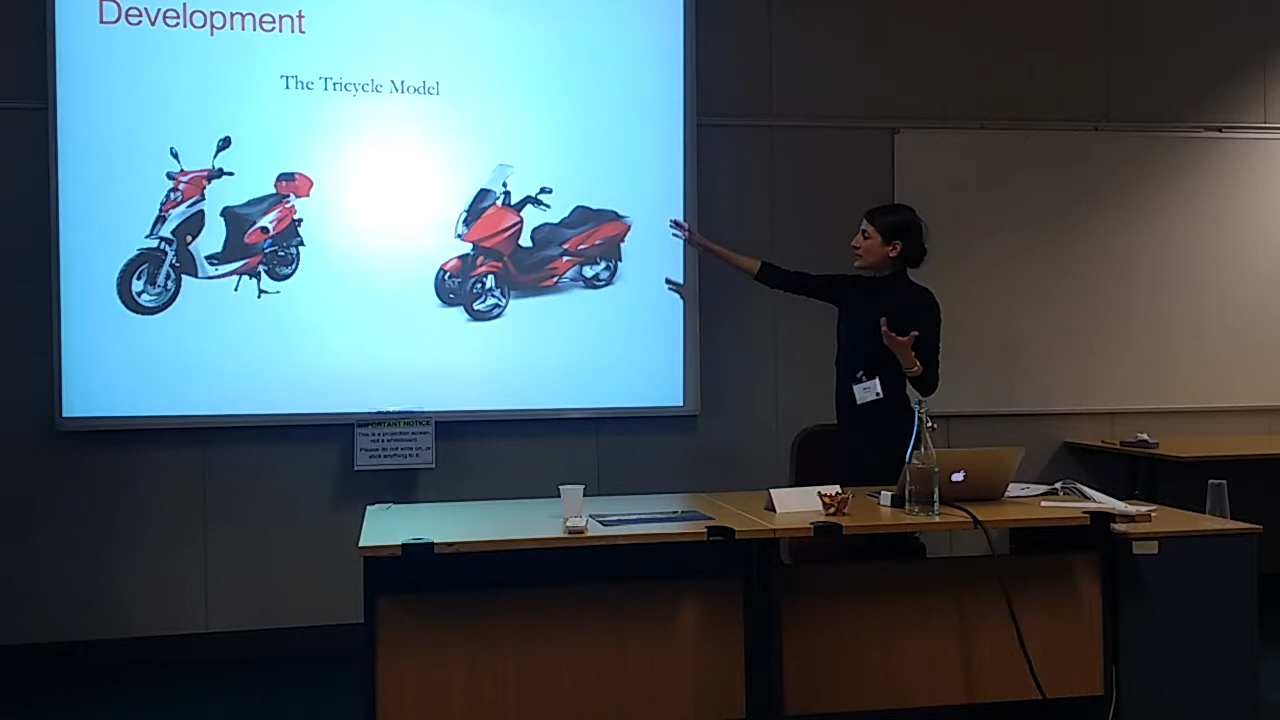 Development
The Tricycle Model
IMPORTANT NOTICE
This is a projection screen,
not a whiteboard.
Please do not write on, or
stick anything to it.